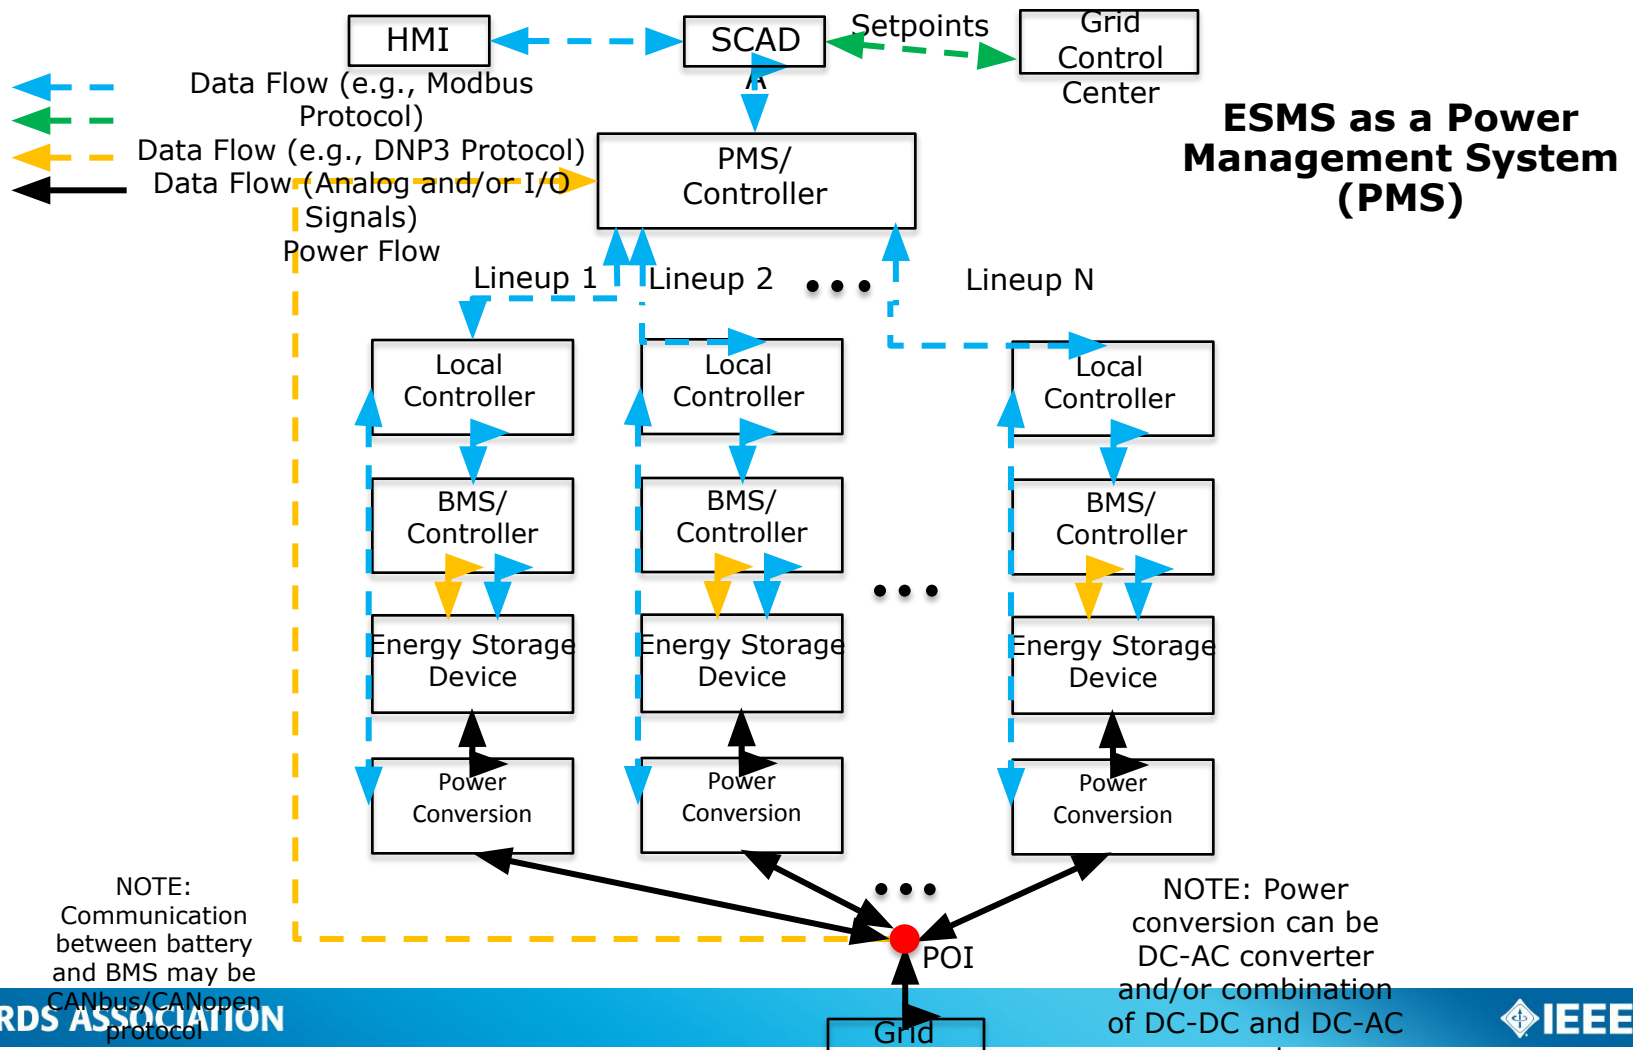 HMI
SCAD
A
Setpoints
Grid
Control
Center
Data Flow (e.g., Modbus
Protocol)
Data Flow (e.g., DNP3 Protocol)
Data Flow (Analog and/or I/O
Signals)
Power Flow
ESMS as a Power
Management System
(PMS)
PMS/
Controller
Lineup 1
Lineup 2
Lineup N
Local
Controller
Local
Controller
Local
Controller
BMS/
Controller
BMS/
Controller
BMS/
Controller
Energy Storage
Device
Energy Storage
Device
Energy Storage
Device
Power
Conversion
Power
Conversion
Power
Conversion
POI
Grid
NOTE:
Communication
between battery
and BMS may be
CANbus/CANopen
protocol
NOTE: Power
conversion can be
DC-AC converter
and/or combination
of DC-DC and DC-AC
RDS ASSOCIATION
IEEE